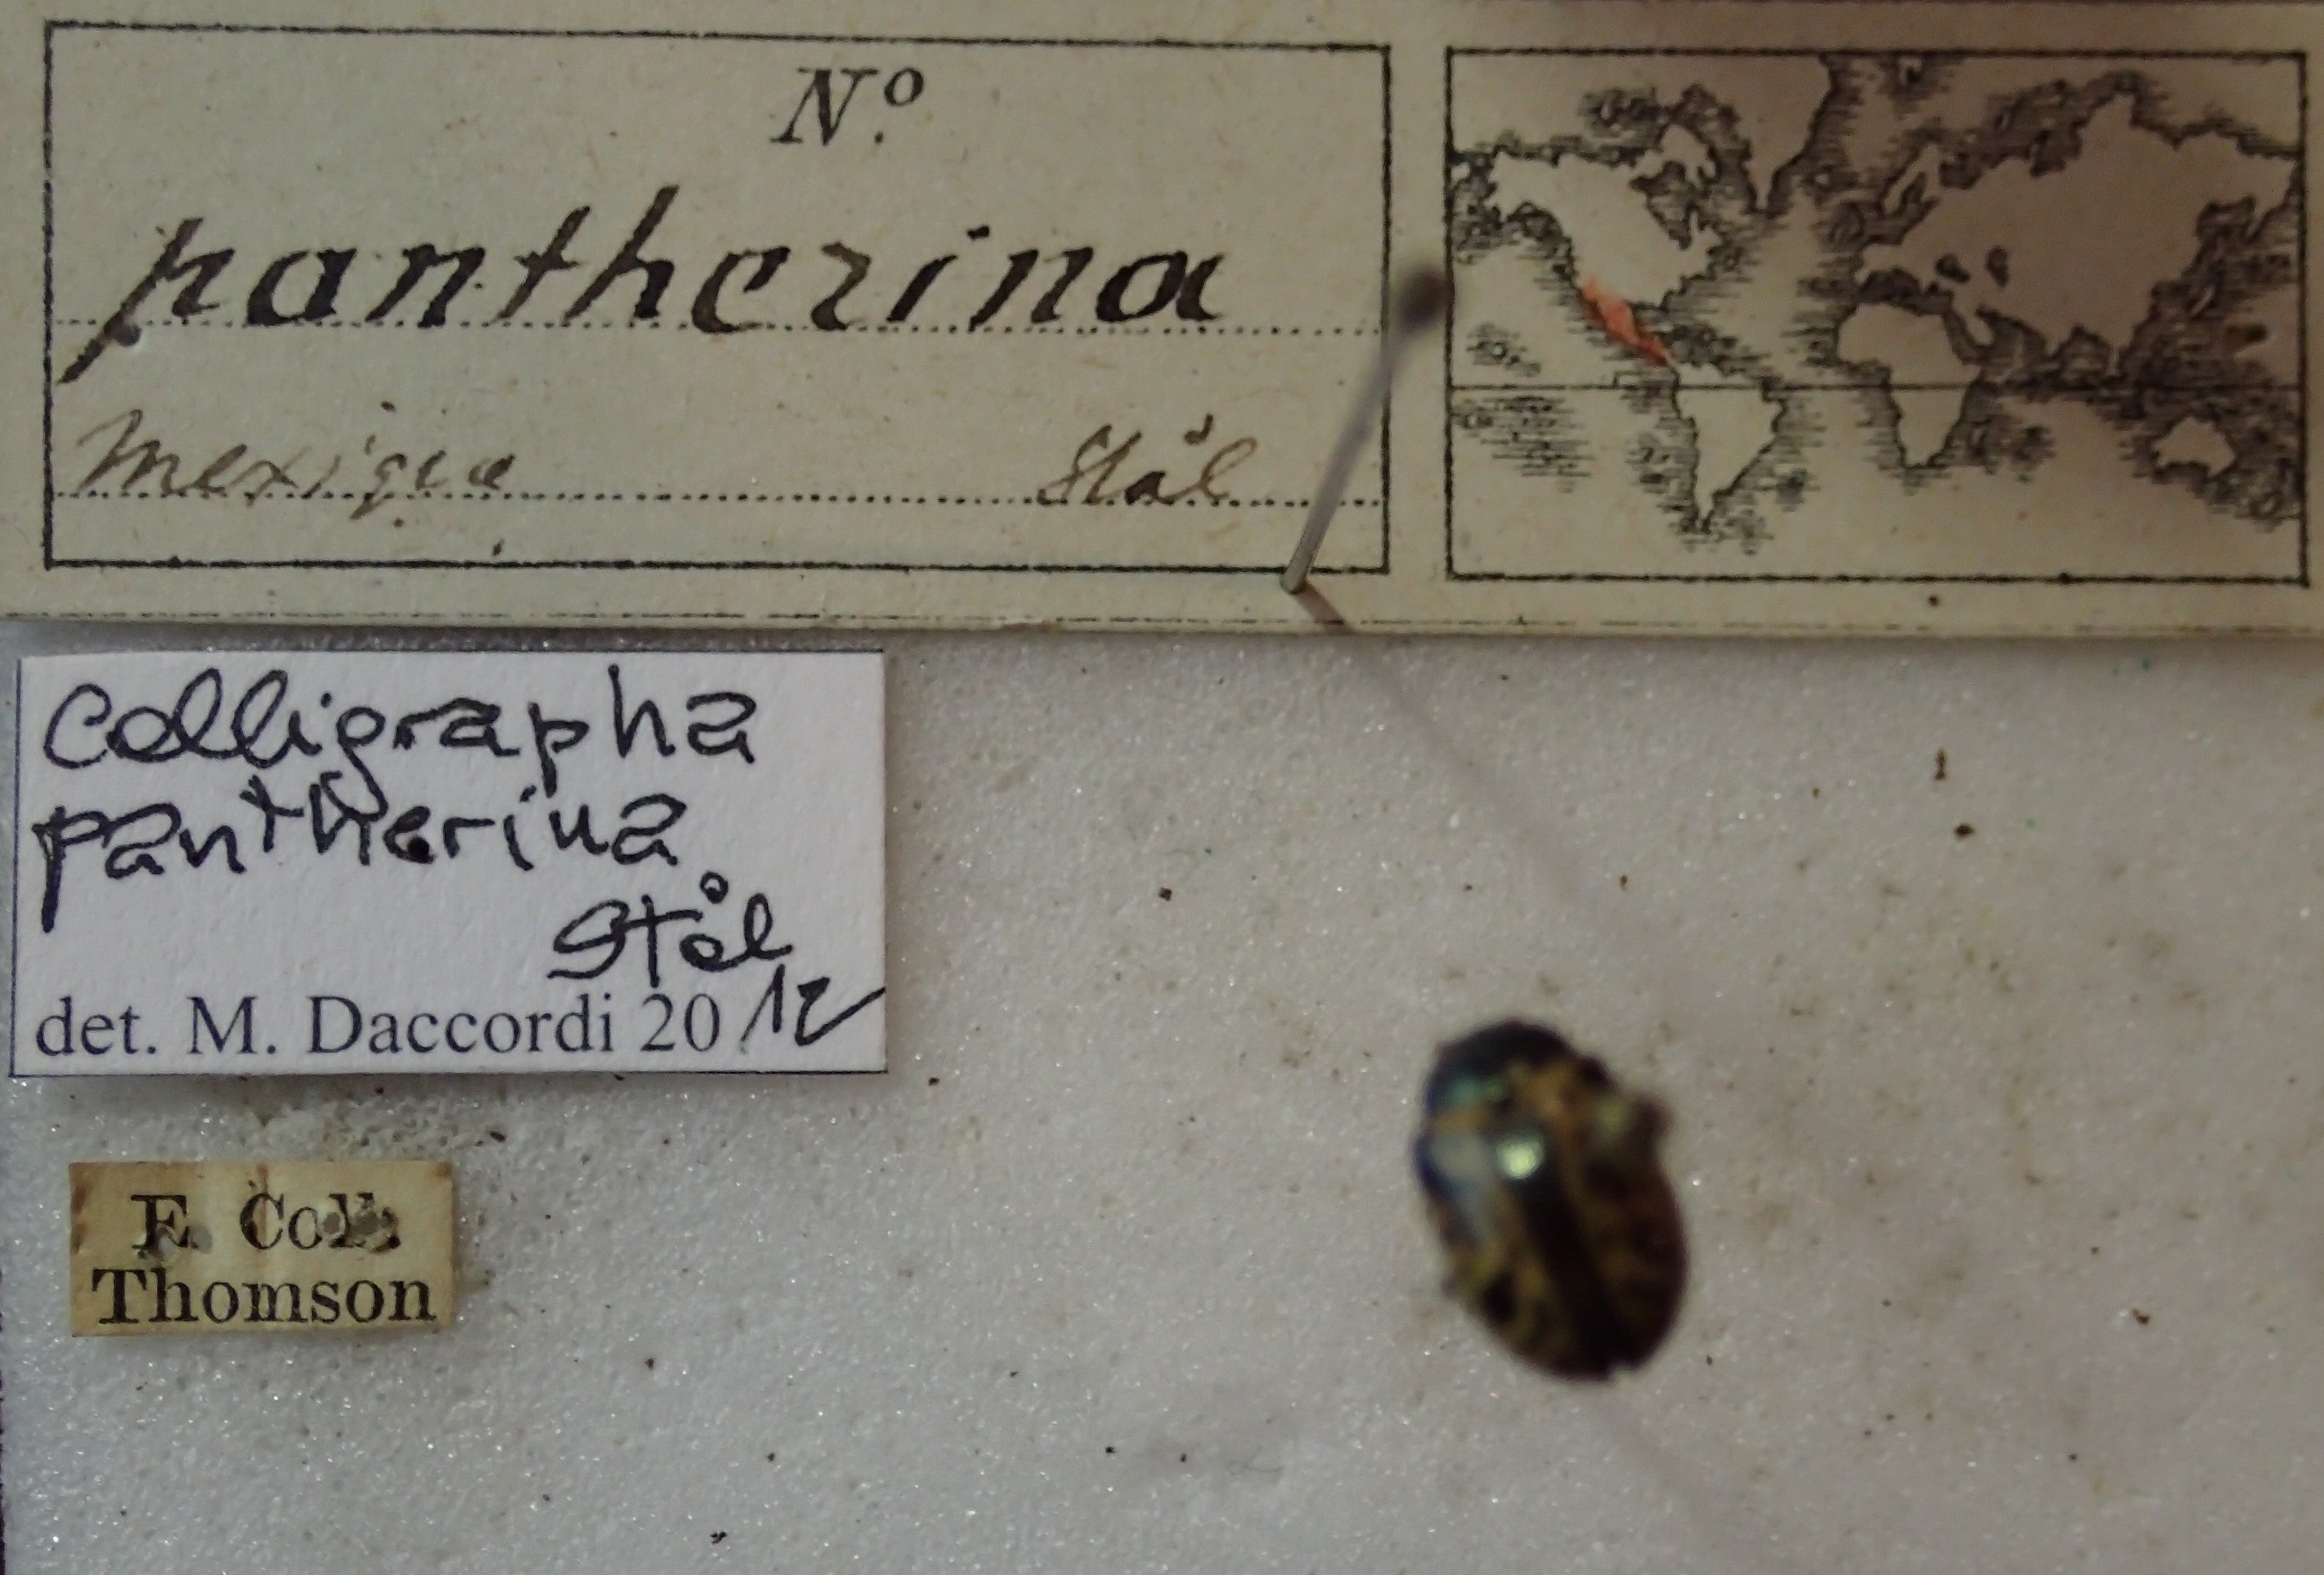 Nº.
pantherina
Mexique Stål
Calligrapha
pantherina
Stål
det. M. Daccordi 2012
E Coll.
Thomson